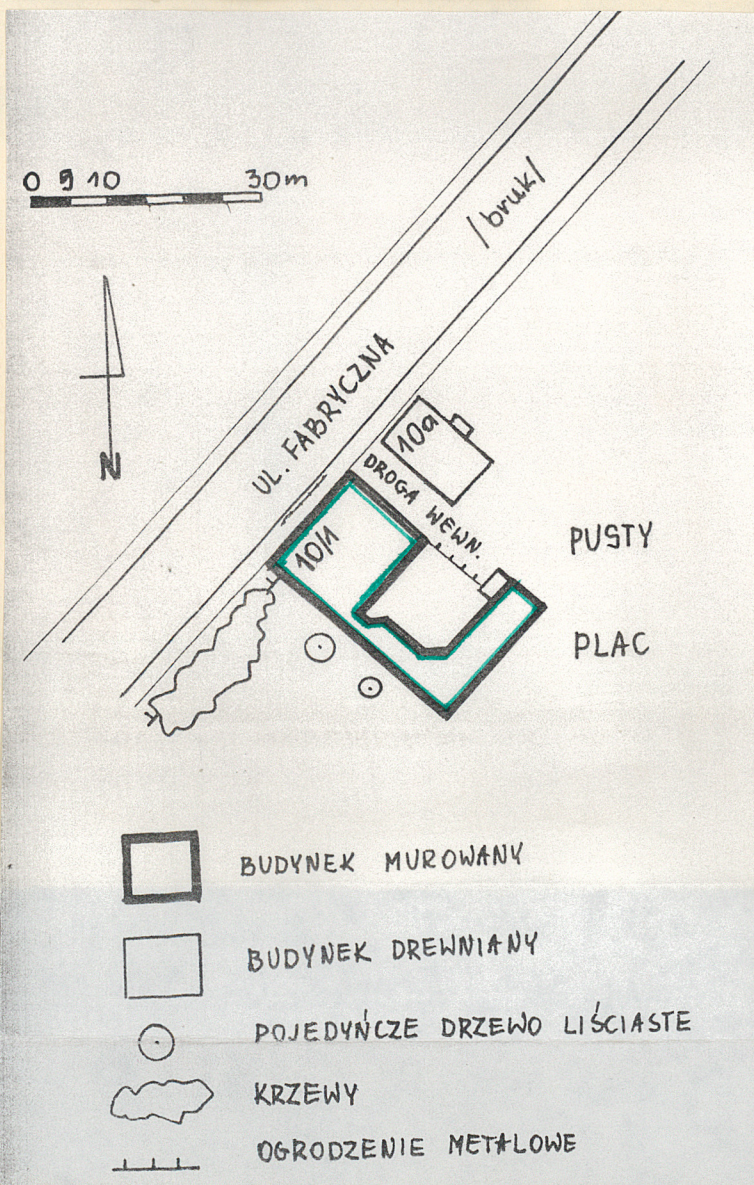 0 5 10 30m
/bruk/
N
UL. FABRYCZNA
10a
DROGA WEWN.
10/1
PUSTY
PLAC
BUDYNEK MUROWANY
BUDYNEK DREWNIANY
POJEDYŃCZE DRZEWO LIŚCIASTE
KRZEWY
OGRODZENIE METALOWE